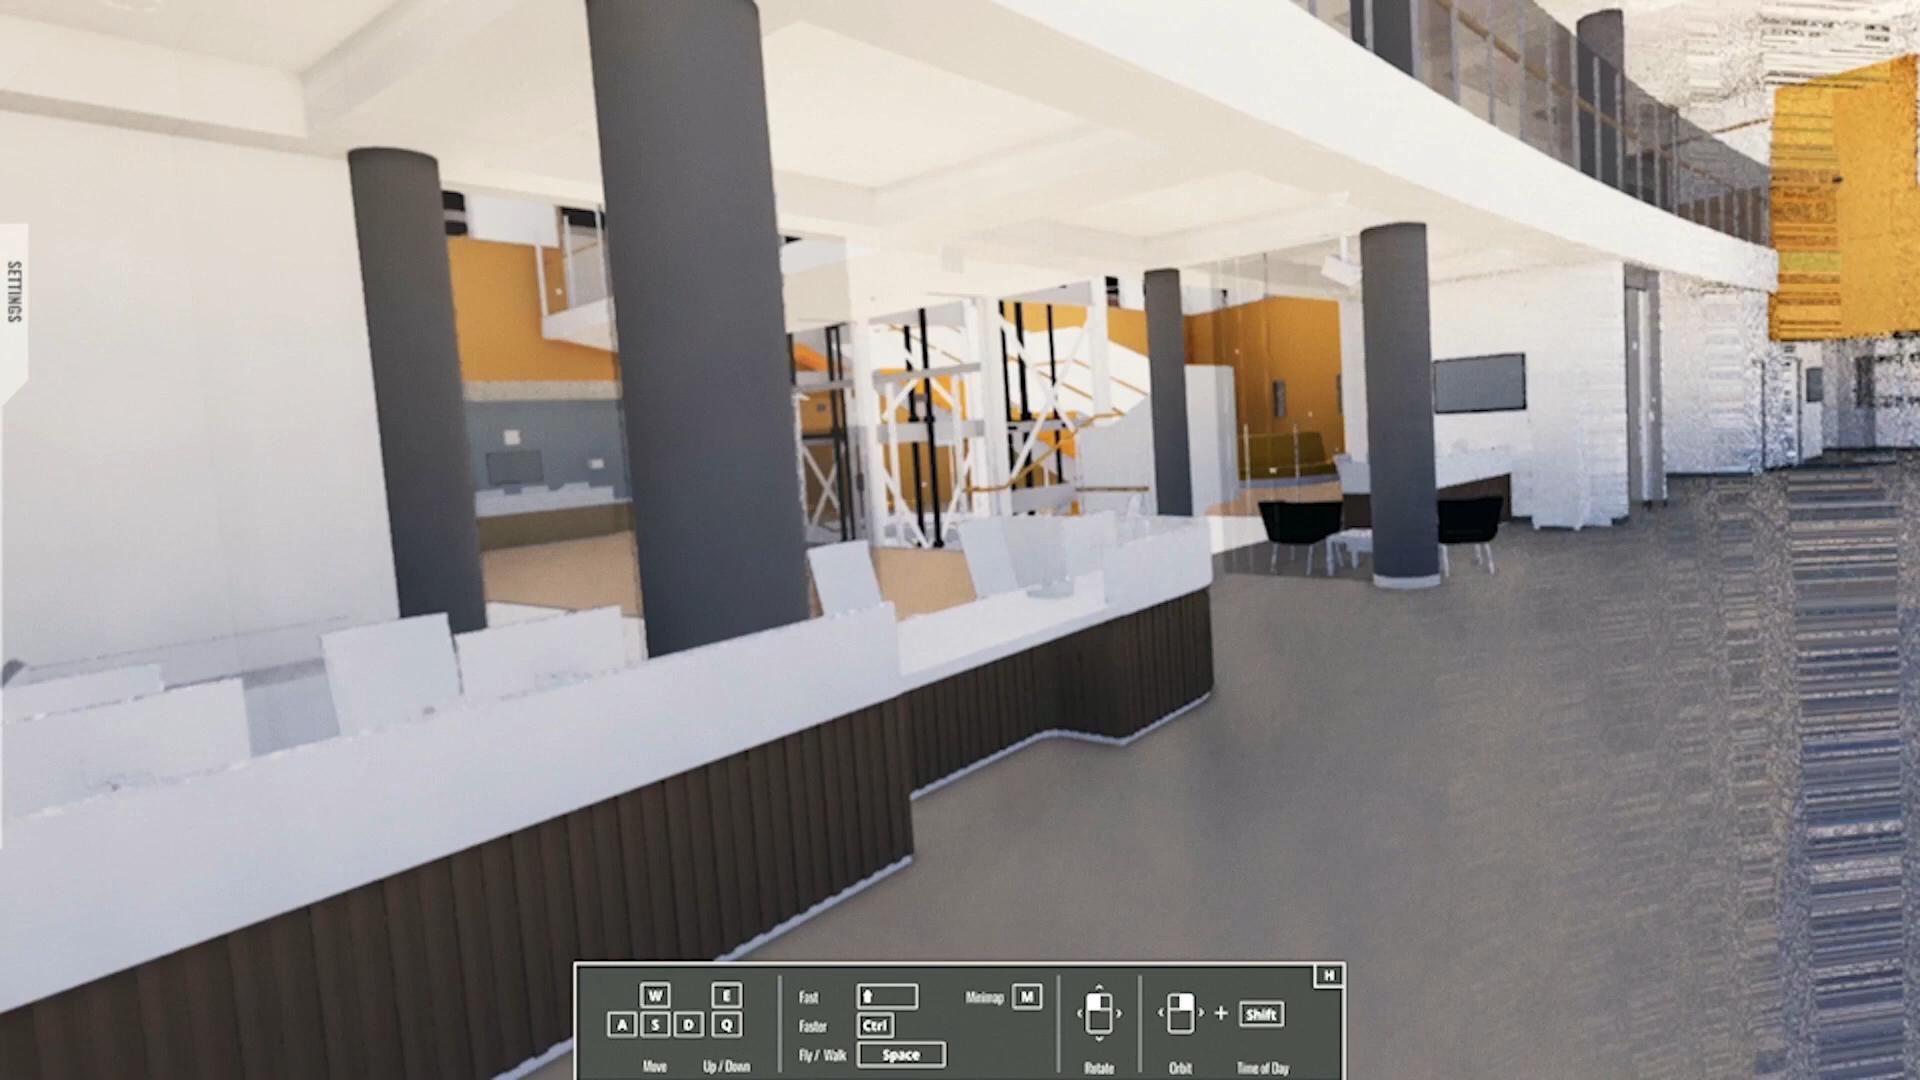 SETTINGS
H
W
E
A
S
D
Q
Move
Up / Down
Fast
Faster
Ctrl
Fly / Walk
Space
Minimap
M
Rotate
+
Shift
Orbit
Time of Day